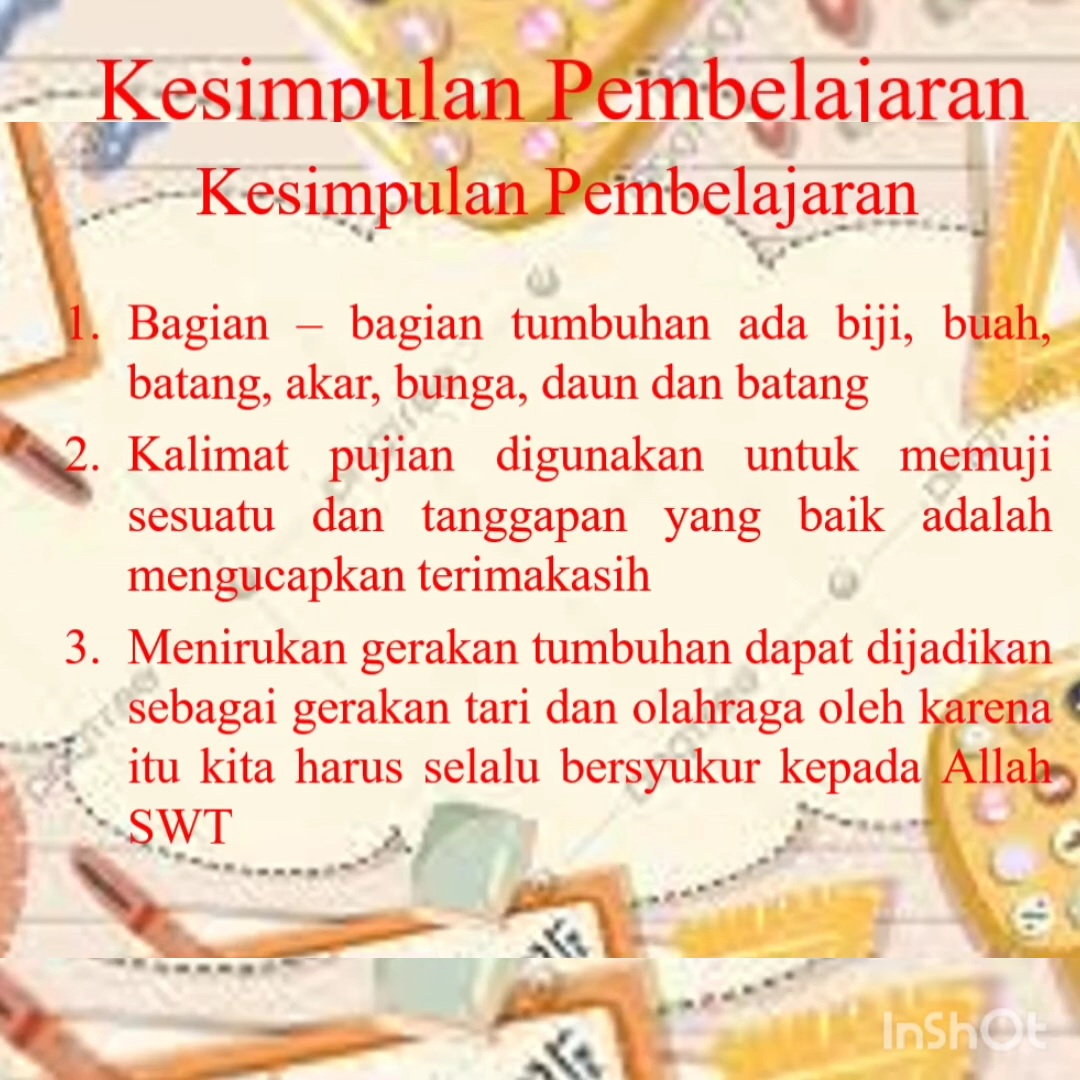 Kesimpulan Pembelajaran
Kesimpulan Pembelajaran
1. Bagian – bagian tumbuhan ada biji, buah,
batang, akar, bunga, daun dan batang
2. Kalimat pujian digunakan untuk memuji
sesuatu dan tanggapan yang baik adalah
mengucapkan terimakasih
3. Menirukan gerakan tumbuhan dapat dijadikan
sebagai gerakan tari dan olahraga oleh karena
itu kita harus selalu bersyukur kepada Allah
SWT
InShOt